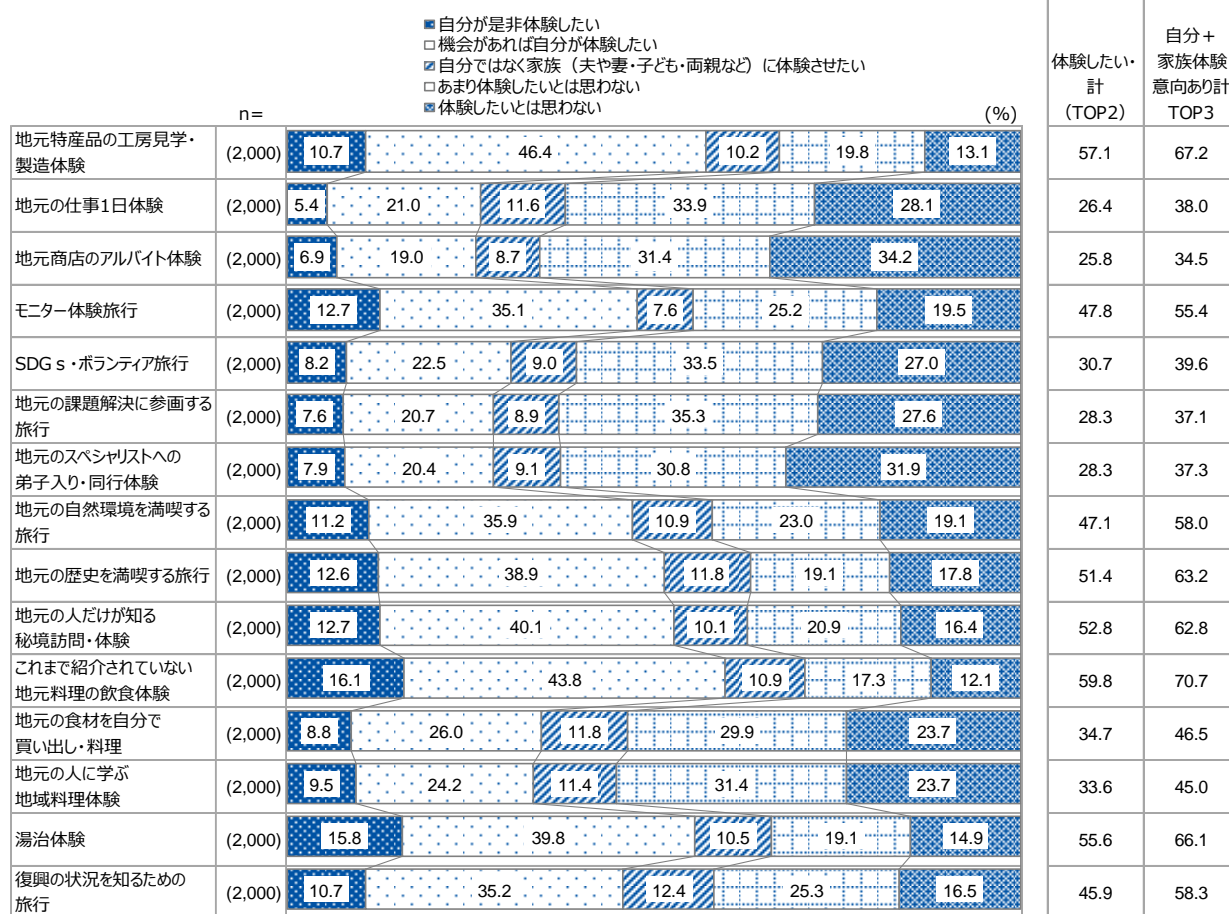 自分が是非体験したい
機会があれば自分が体験したい
自分ではなく家族（夫や妻・子ども・両親など）に体験させたい
あまり体験したいとは思わない
体験したいとは思わない
n=
(%)
体験したい・
計
（TOP2）
自分＋
家族体験
意向あり計
TOP3
地元特産品の工房見学・
製造体験
(2,000) 10.7 46.4 10.2 19.8 13.1 57.1 67.2
地元の仕事1日体験 (2,000) 5.4 21.0 11.6 33.9 28.1 26.4 38.0
地元商店のアルバイト体験 (2,000) 6.9 19.0 8.7 31.4 34.2 25.8 34.5
モニター体験旅行 (2,000) 12.7 35.1 7.6 25.2 19.5 47.8 55.4
SDGｓ・ボランティア旅行 (2,000) 8.2 22.5 9.0 33.5 27.0 30.7 39.6
地元の課題解決に参画する
旅行
(2,000) 7.6 20.7 8.9 35.3 27.6 28.3 37.1
地元のスペシャリストへの
弟子入り・同行体験
(2,000) 7.9 20.4 9.1 30.8 31.9 28.3 37.3
地元の自然環境を満喫する
旅行
(2,000) 11.2 35.9 10.9 23.0 19.1 47.1 58.0
地元の歴史を満喫する旅行 (2,000) 12.6 38.9 11.8 19.1 17.8 51.4 63.2
地元の人だけが知る
秘境訪問・体験
(2,000) 12.7 40.1 10.1 20.9 16.4 52.8 62.8
これまで紹介されていない
地元料理の飲食体験
(2,000) 16.1 43.8 10.9 17.3 12.1 59.8 70.7
地元の食材を自分で
買い出し・料理
(2,000) 8.8 26.0 11.8 29.9 23.7 34.7 46.5
地元の人に学ぶ
地域料理体験
(2,000) 9.5 24.2 11.4 31.4 23.7 33.6 45.0
湯治体験 (2,000) 15.8 39.8 10.5 19.1 14.9 55.6 66.1
復興の状況を知るための
旅行
(2,000) 10.7 35.2 12.4 25.3 16.5 45.9 58.3